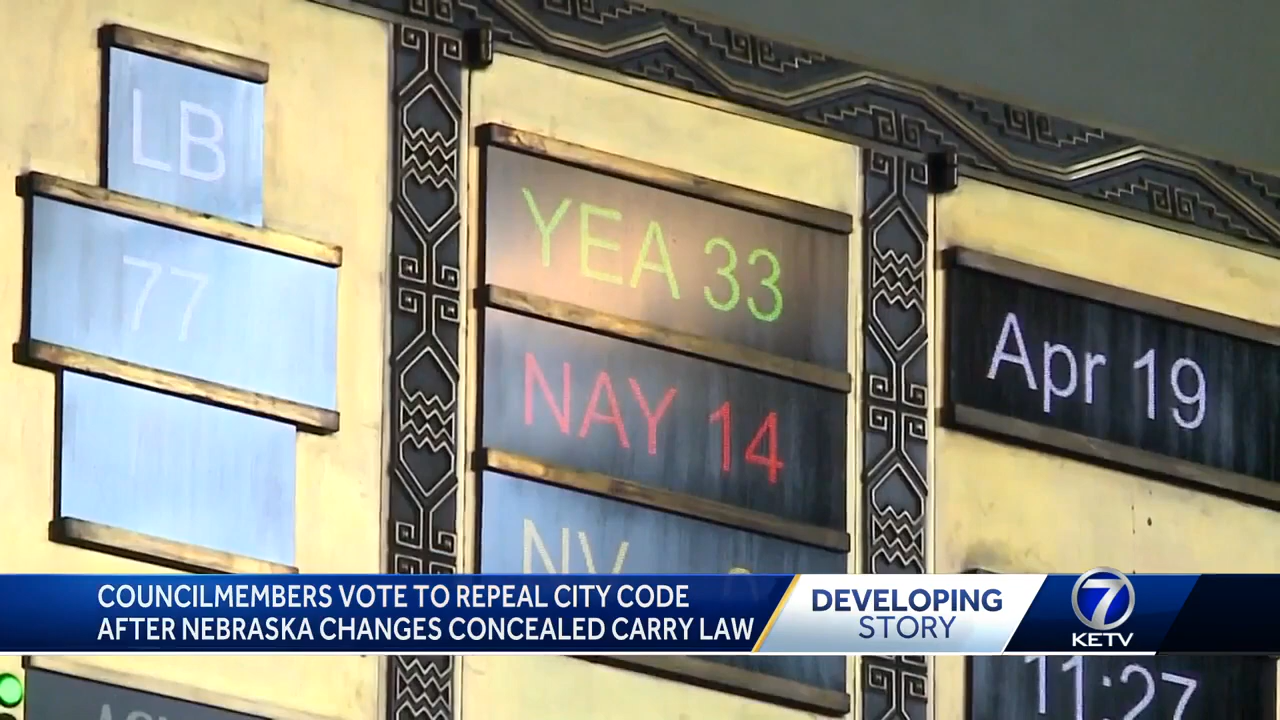 LB
77
YEA 33
NAY 14
NV
Apr 19
COUNCILMEMBERS VOTE TO REPEAL CITY CODE
AFTER NEBRASKA CHANGES CONCEALED CARRY LAW
DEVELOPING
STORY
7
KETV
11:27